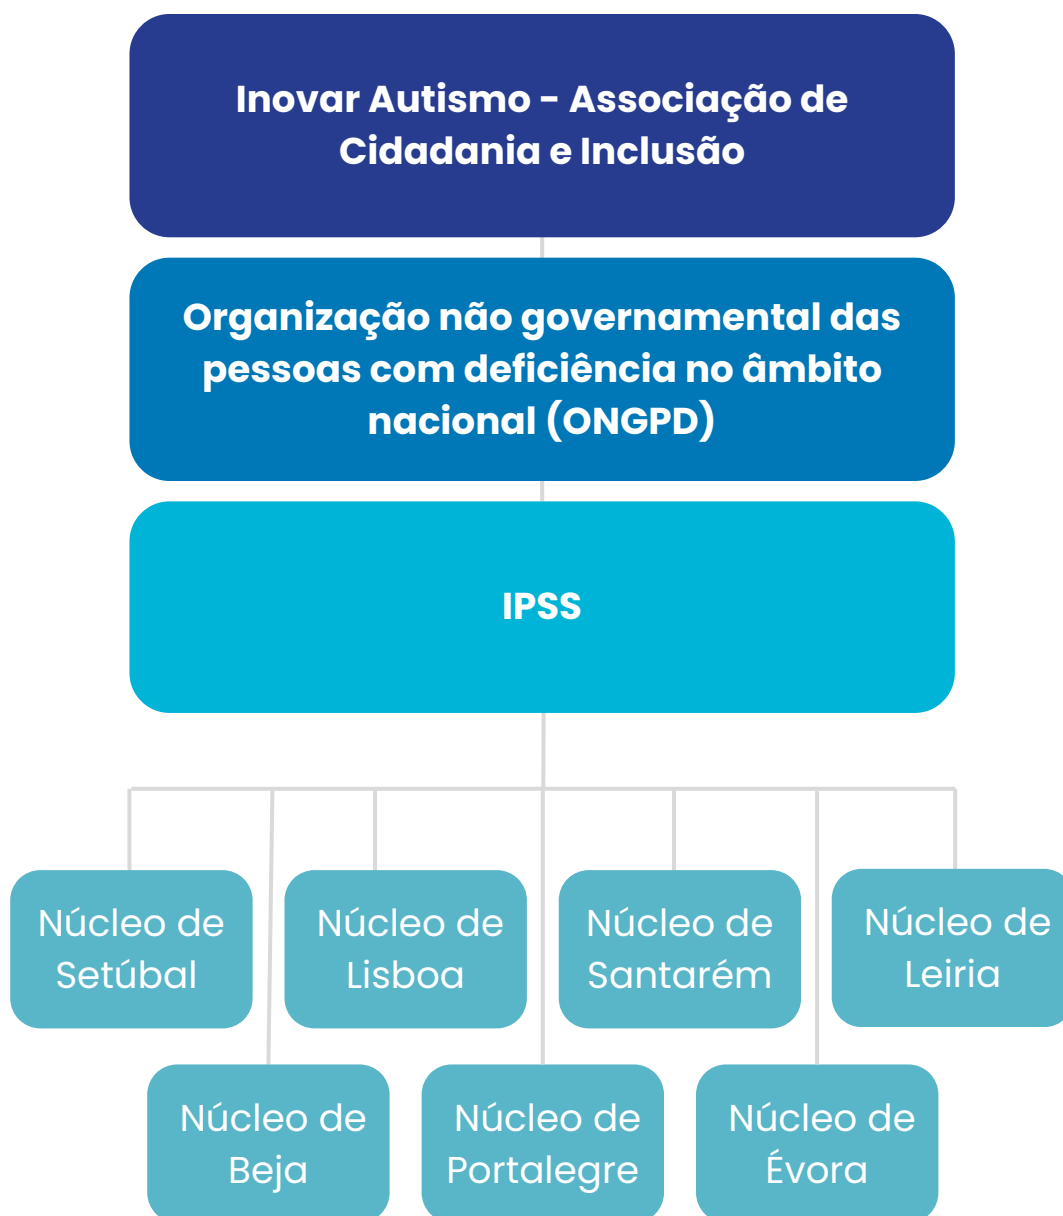 Inovar Autismo - Associação de
Cidadania e Inclusão
Organização não governamental das
pessoas com deficiência no âmbito
nacional (ONGPD)
IPSS
Núcleo de
Setúbal
Núcleo de
Lisboa
Núcleo de
Santarém
Núcleo de
Leiria
Núcleo de
Beja
Núcleo de
Portalegre
Núcleo de
Évora